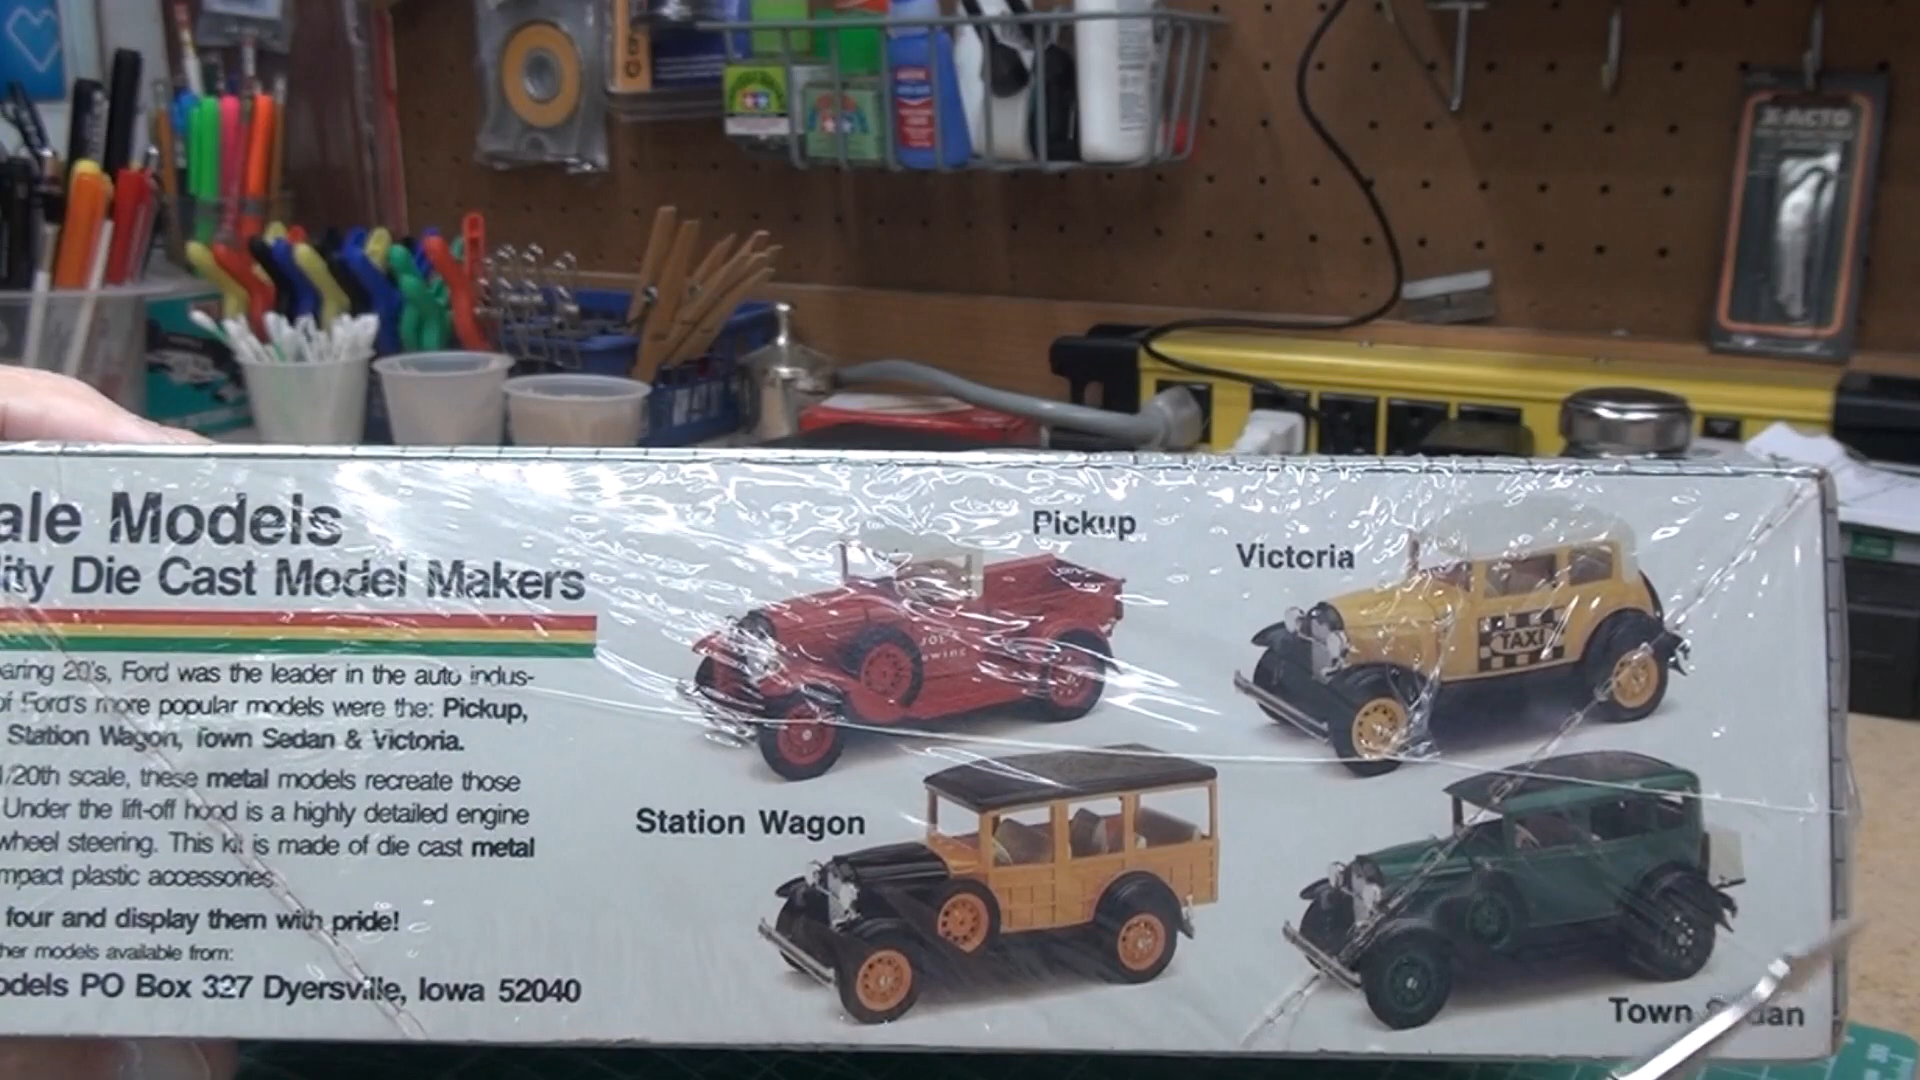 X-ACTO
ale Models
ity Die Cast Model Makers
aring 20's, Ford was the leader in the auto indus-
of Ford's more popular models were the: Pickup,
Station Wagon, Town Sedan & Victoria.
1/20th scale, these metal models recreate those
Under the lift-off hood is a highly detailed engine
wheel steering. This kit is made of die cast metal
mpact plastic accessories.
four and display them with pride!
her models available from:
odels PO Box 327 Dyersville, Iowa 52040
Pickup
JOE'S
owing
Victoria
TAXI
Station Wagon
Town S dan